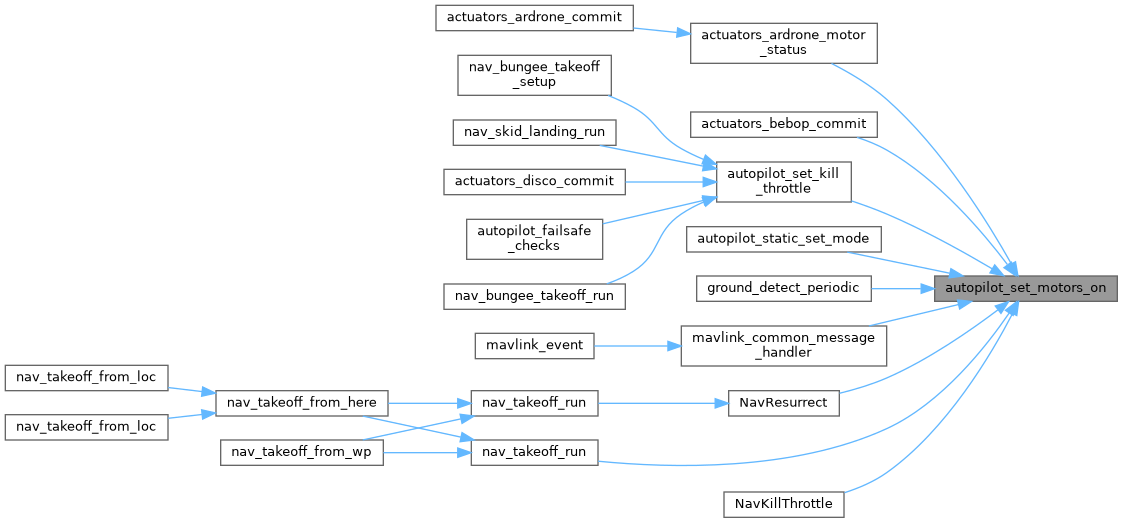 actuators_ardrone_commit
actuators_ardrone_motor
_status
nav_bungee_takeoff
_setup
actuators_bebop_commit
nav_skid_landing_run
autopilot_set_kill
_throttle
actuators_disco_commit
autopilot_failsafe
_checks
autopilot_static_set_mode
nav_bungee_takeoff_run
ground_detect_periodic
autopilot_set_motors_on
mavlink_event
mavlink_common_message
_handler
nav_takeoff_from_loc
nav_takeoff_from_here
nav_takeoff_run
NavResurrect
nav_takeoff_from_loc
nav_takeoff_from_wp
nav_takeoff_run
NavKillThrottle